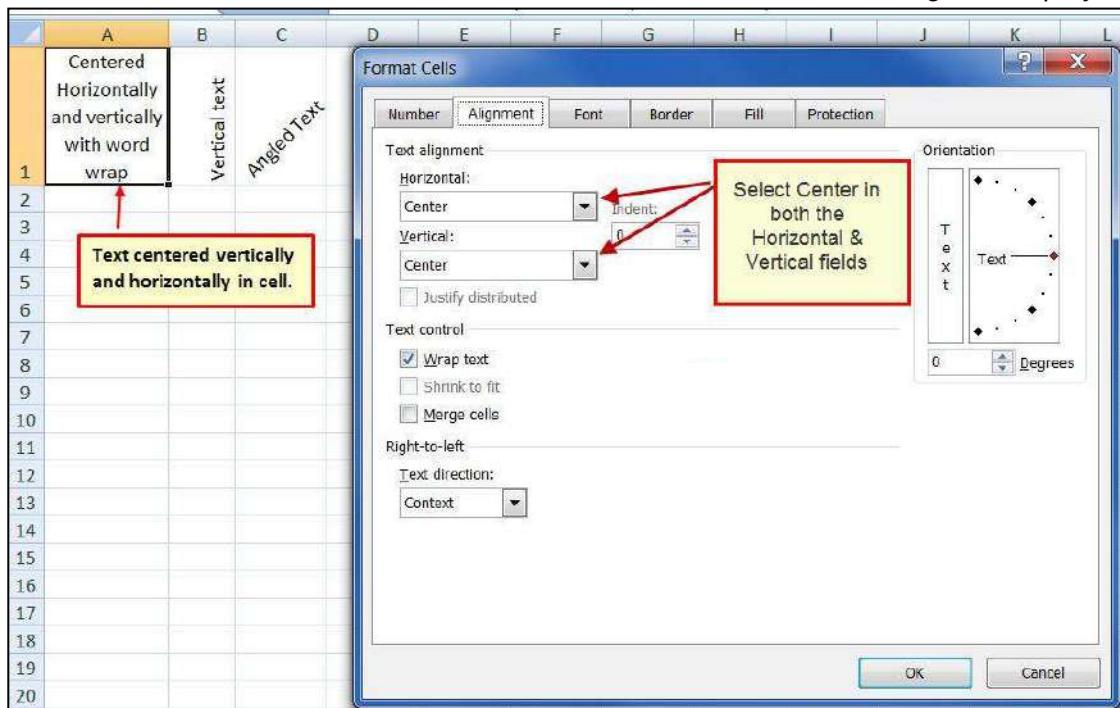 A B C D E F G H I J K L
1
Centered
Horizontally
and vertically
with word
wrap
Vertical text
Angled Text
2
3
4
5
6
7
8
9
10
11
12
13
14
15
16
17
18
19
20
Text centered vertically
and horizontally in cell.
Format Cells
Number Alignment Font Border Fill Protection
Text alignment
Horizontal:
Center
Indent:
Vertical:
0
Center
Justify distributed
Text control
Wrap text
Shrink to fit
Merge cells
Right-to-left
Text direction:
Context
Select Center in
both the
Horizontal &
Vertical fields
Orientation
T
e
x
t
Text
0 Degrees
OK Cancel